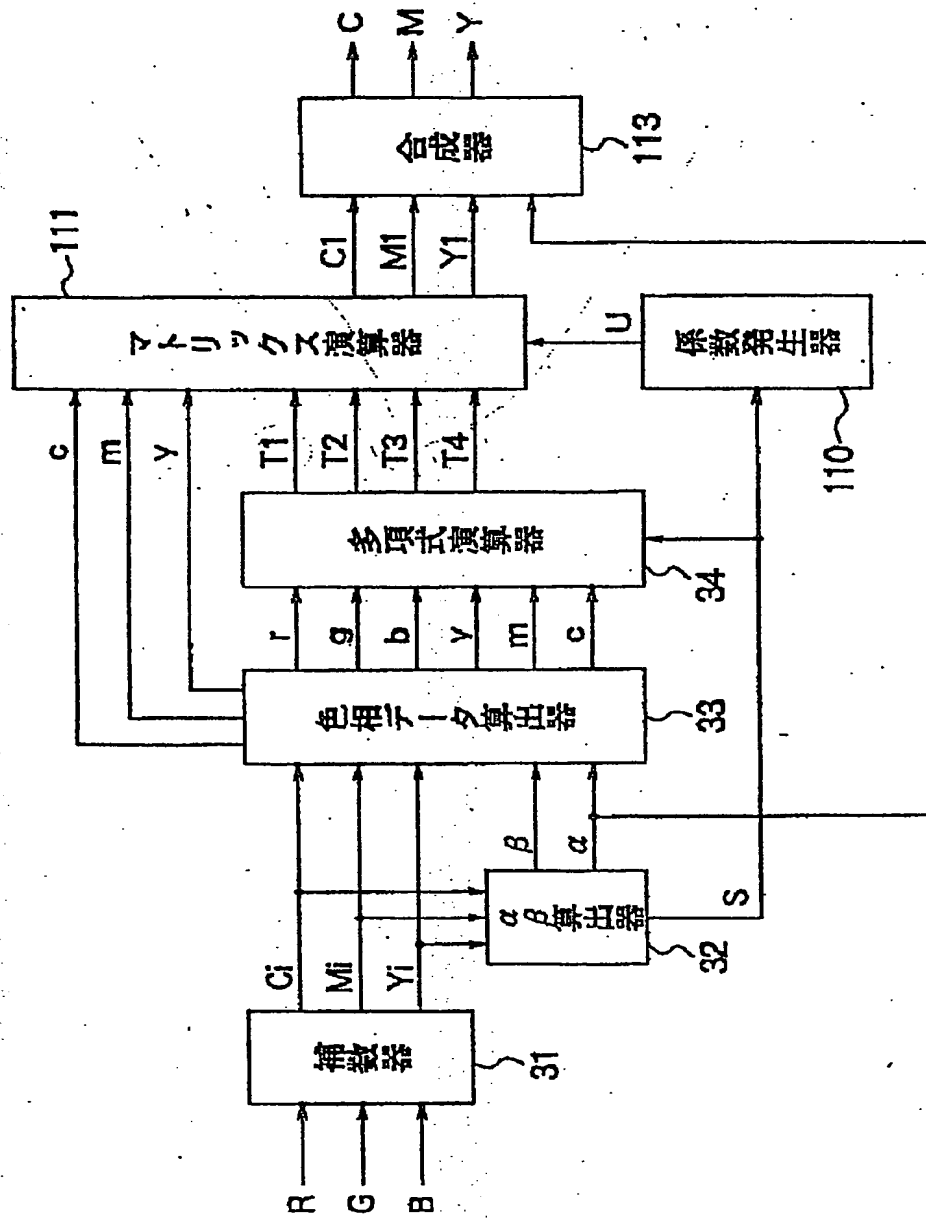 R
G
B
補数器
31
Ci
Mi
Yi
αβ算出器
32
β
α
S
色相データ算出器
33
c
m
y
r
g
b
y
m
c
多項式演算器
34
T1
T2
T3
T4
マトリックス演算器
111
係数発生器
110
U
C1
M1
Y1
合成器
113
C
M
Y